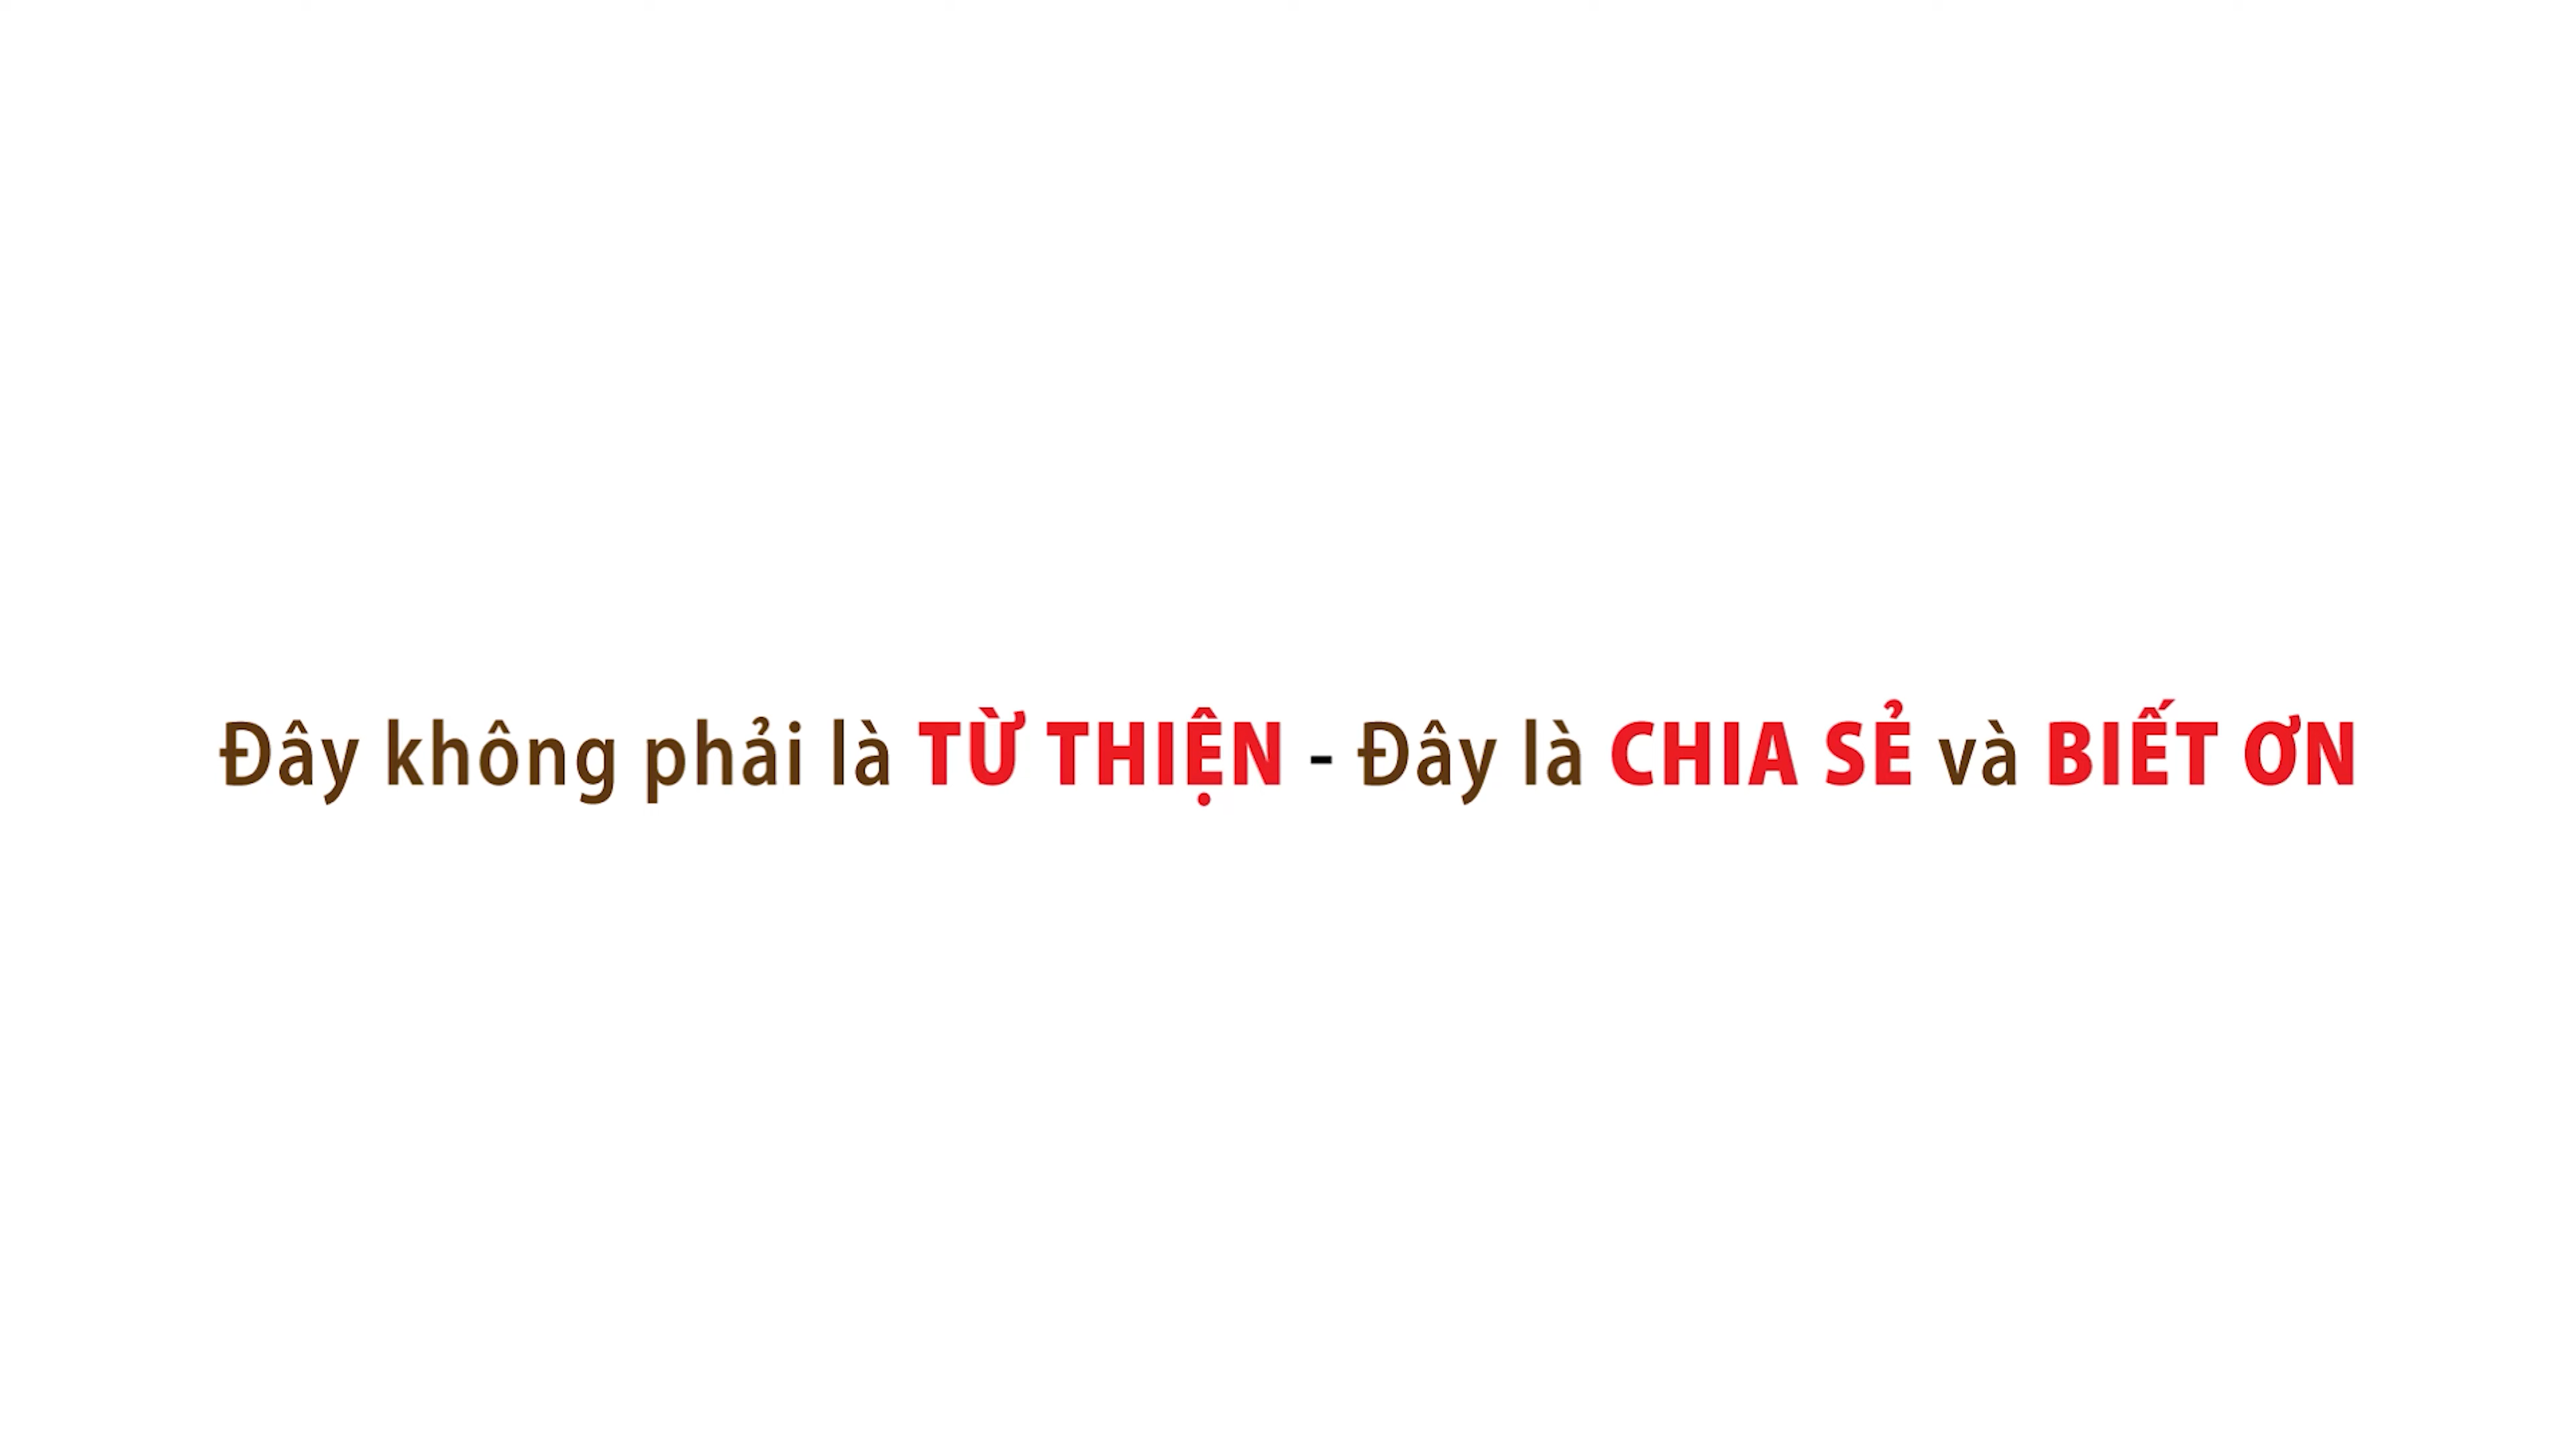 Đây không phải là TỪ THIỆN - Đây là CHIA SẺ và BIẾT ƠN